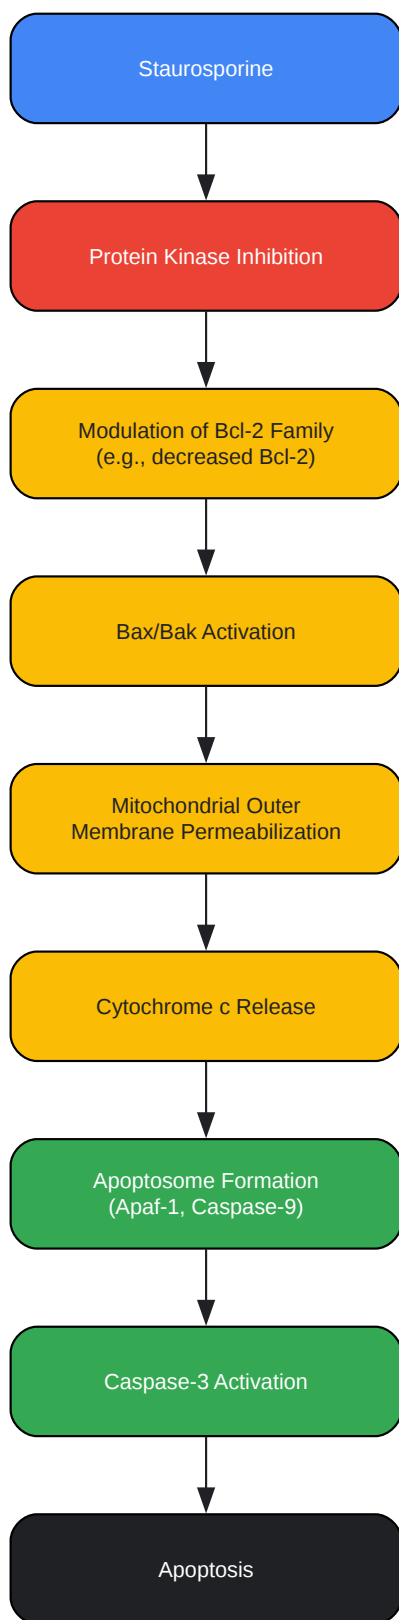 Staurosporine
Protein Kinase Inhibition
Modulation of Bcl-2 Family
(e.g., decreased Bcl-2)
Bax/Bak Activation
Mitochondrial Outer
Membrane Permeabilization
Cytochrome c Release
Apoptosome Formation
(Apaf-1, Caspase-9)
Caspase-3 Activation
Apoptosis